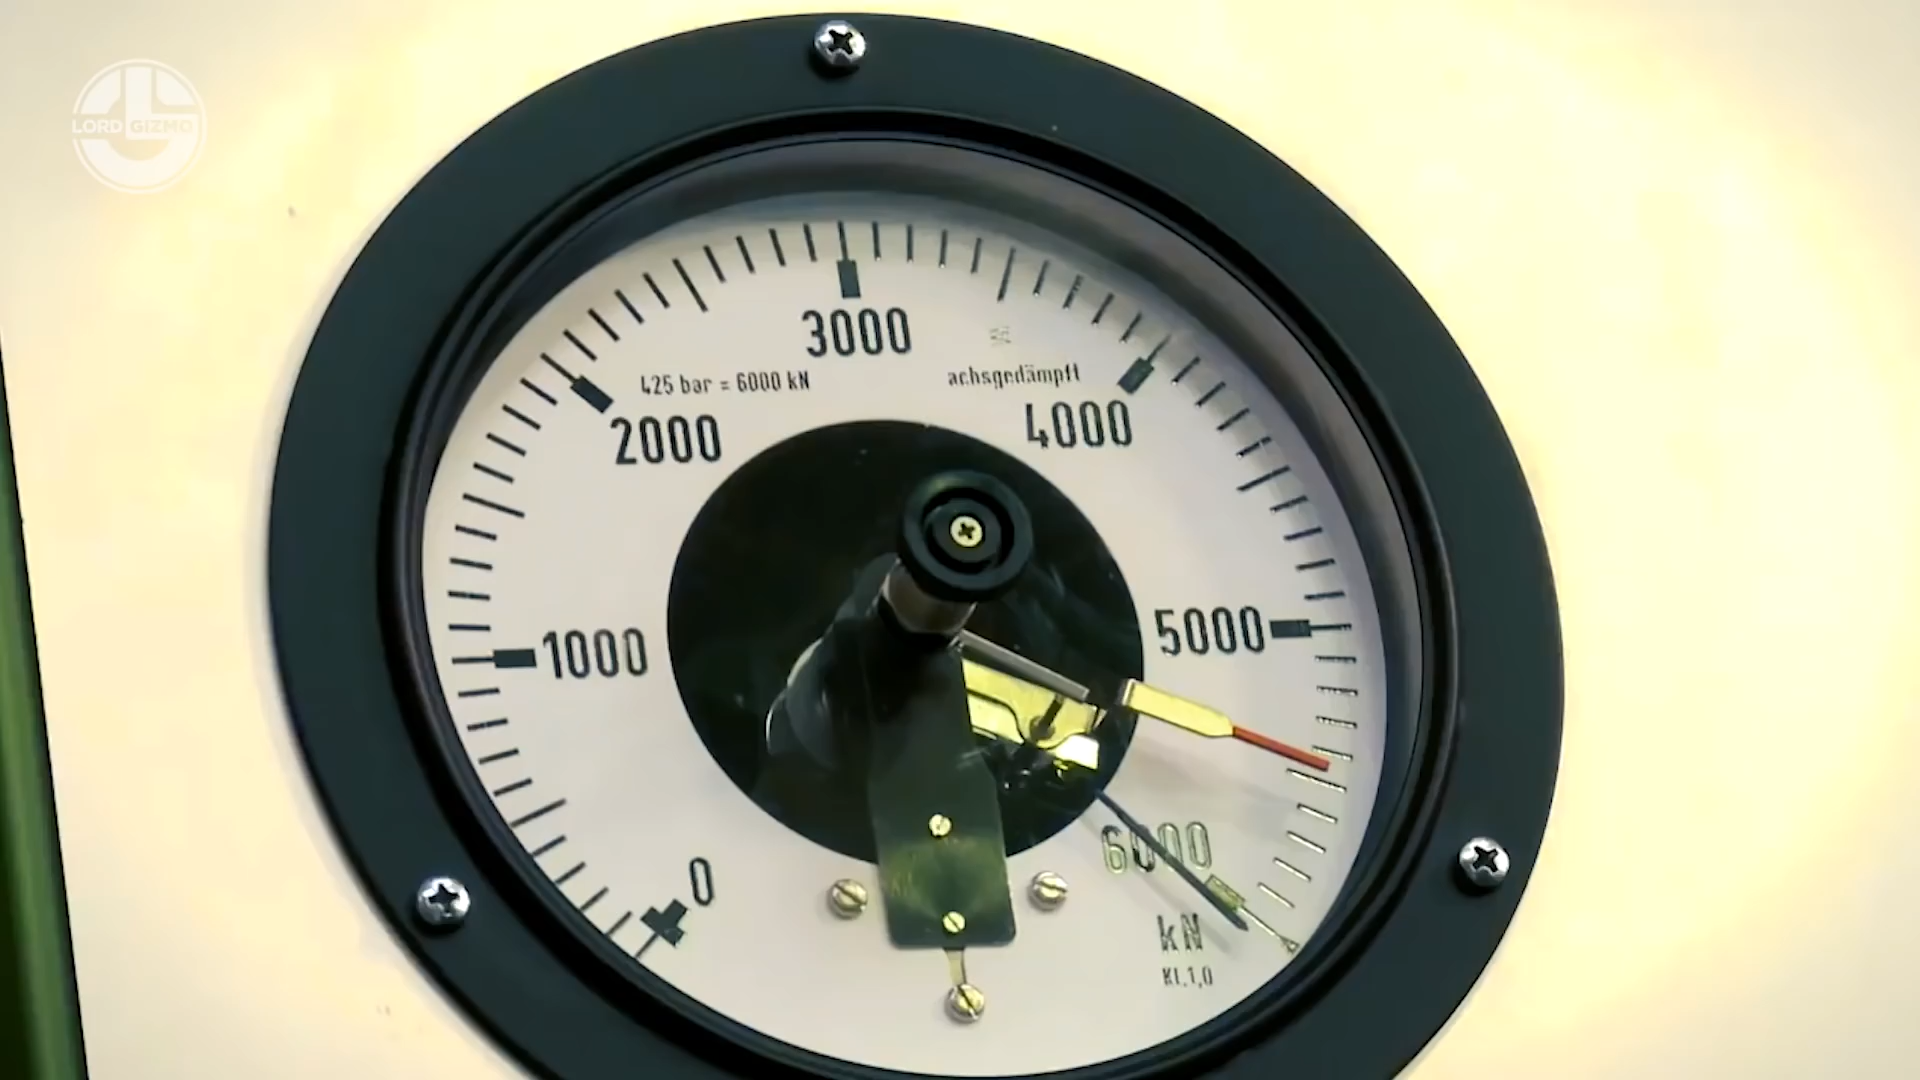 LORD GIZMO
3000
425 bar = 6000 kN
achsgedämpft
2000
4000
1000
5000
6000
0
kN
Kl.1,0